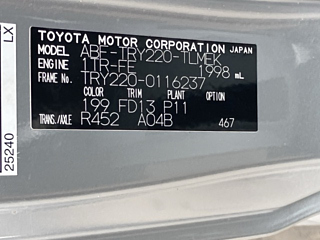 LX
25240
TOYOTA MOTOR CORPORATION JAPAN
MODEL ABF-TRY220-TLMEK
ENGINE 1TR-FE 1998 mL
FRAME NO. TRY220-0116237
COLOR TRIM PLANT OPTION
199 FD13 P11
TRANS./AXLE R452 A04B 467